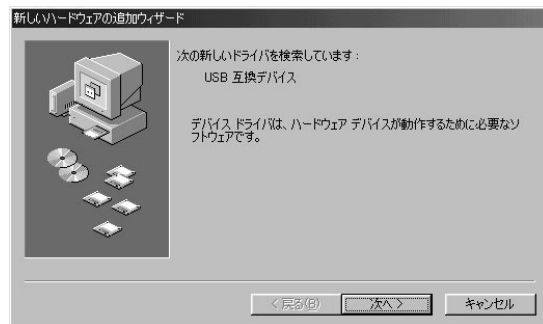 新しいハードウェアの追加ウィザード
次の新しいドライバを検索しています:
USB 互換デバイス
デバイス ドライバは、ハードウェア デバイスが動作するために必要なソ
フトウェアです。
< 戻る(B)
次へ >
キャンセル